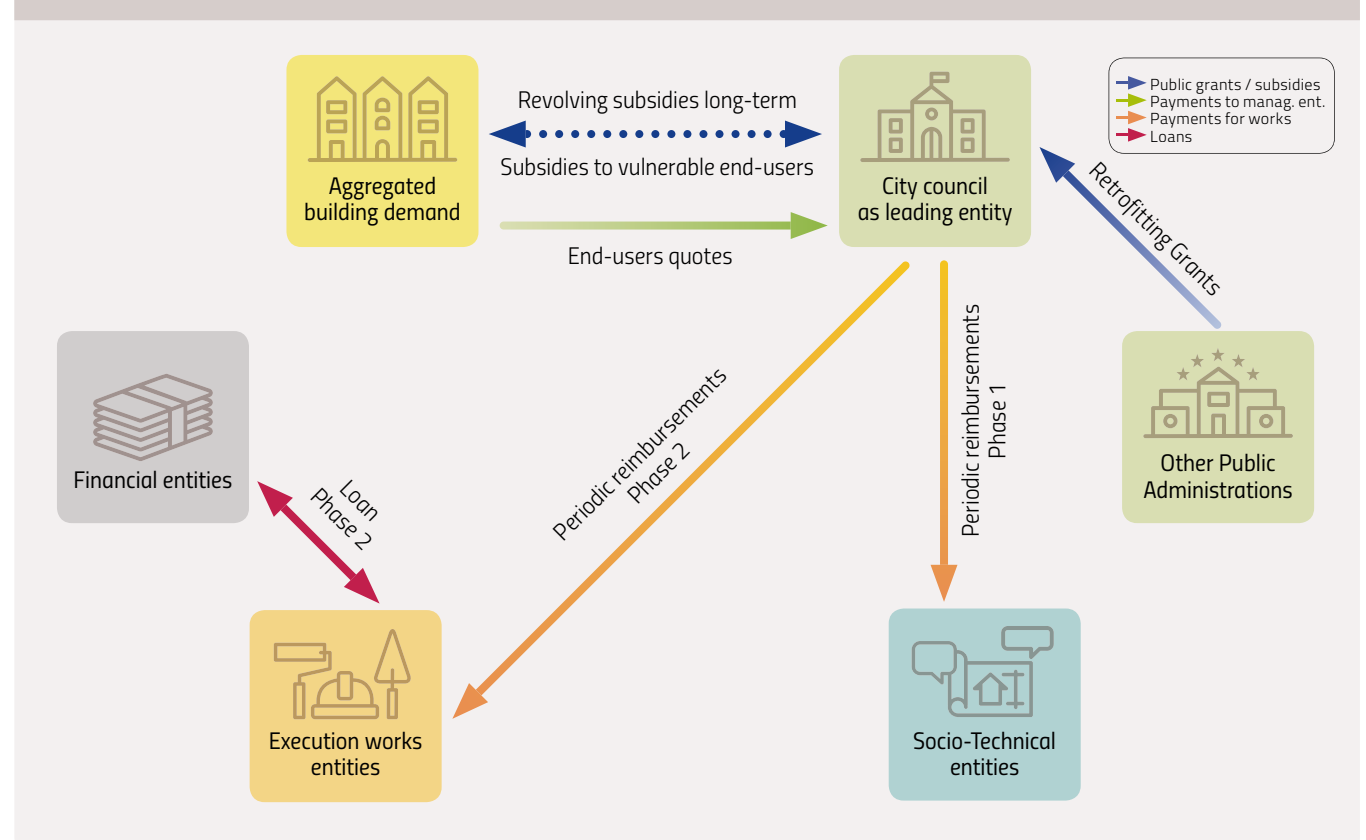 Public grants / subsidies
Payments to manag. ent.
Payments for works
Loans
Revolving subsidies long-term
Subsidies to vulnerable end-users
Aggregated
building demand
City council
as leading entity
End-users quotes
Retrofitting Grants
Financial entities
Loan
Phase 2
Periodic reimbursements
Phase 2
Periodic reimbursements
Phase 1
Other Public
Administrations
Execution works
entities
Socio-Technical
entities